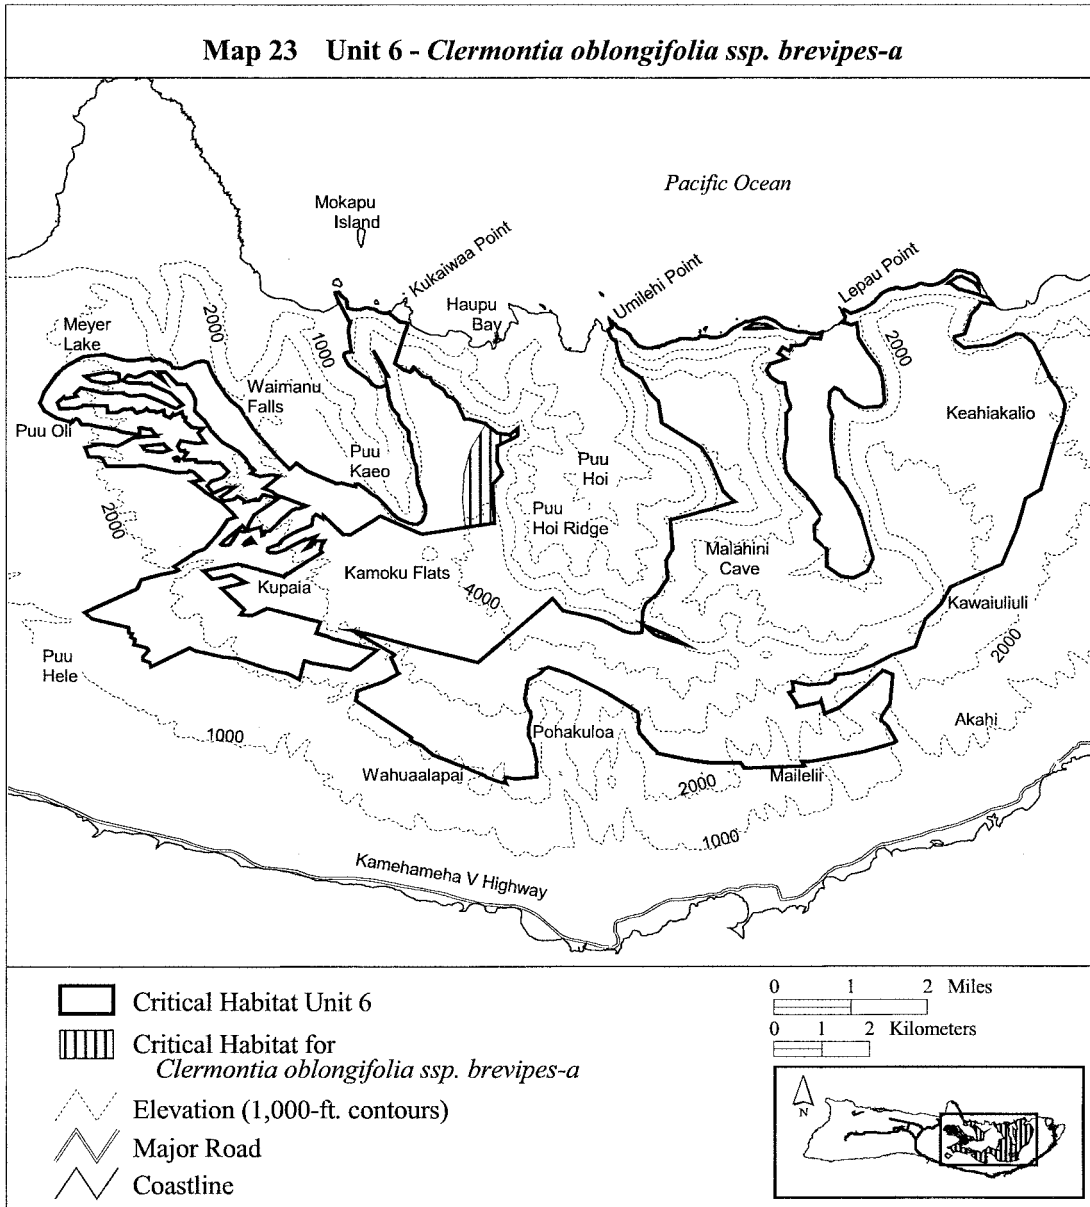 Map 23 Unit 6 - Clermontia oblongifolia ssp. brevipes-a
Pacific Ocean
Mokapu
Island
Kukaiwaa Point
Haupu
Bay
Umilehi Point
Lepau Point
Meyer
Lake
2000
1000
2000
Waimanu
Falls
Keahiakalio
Puu Oli
Puu
Kaeo
Puu
Hoi
2000
Puu
Hoi Ridge
Malahini
Cave
Kupaia
Kamoku Flats
4000
Kawaiuliuli
2000
Puu
Hele
Akahi
1000
Pohakuloa
Wahuaalapai
2000
Mailelii
1000
Kamehameha V Highway
Critical Habitat Unit 6
Critical Habitat for
Clermontia oblongifolia ssp. brevipes-a
Elevation (1,000-ft. contours)
Major Road
Coastline
0 1 2 Miles
0 1 2 Kilometers
N